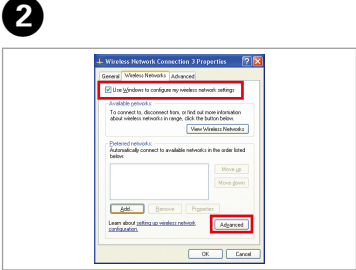 2
Wireless Network Connection 3 Properties
General Wireless Networks Advanced
Use Windows to configure my wireless network settings
Available networks:
To connect to, disconnect from, or find out more information
about wireless networks in range, click the button below.
View Wireless Networks
Preferred networks:
Automatically connect to available networks in the order listed
below:
Move up
Move down
Add... Remove Properties
Learn about setting up wireless network
configuration.
Advanced
OK Cancel